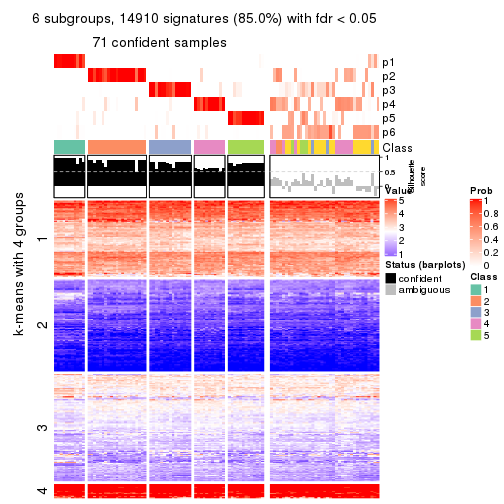 6 subgroups, 14910 signatures (85.0%) with fdr < 0.05
71 confident samples
p1
p2
p3
p4
p5
p6
Class
1
0.5
0
Silhouette
score
k-means with 4 groups
1
2
3
4
Value
5
4
3
2
1
Status (barplots)
confident
ambiguous
Prob
1
0.8
0.6
0.4
0.2
0
Class
1
2
3
4
5